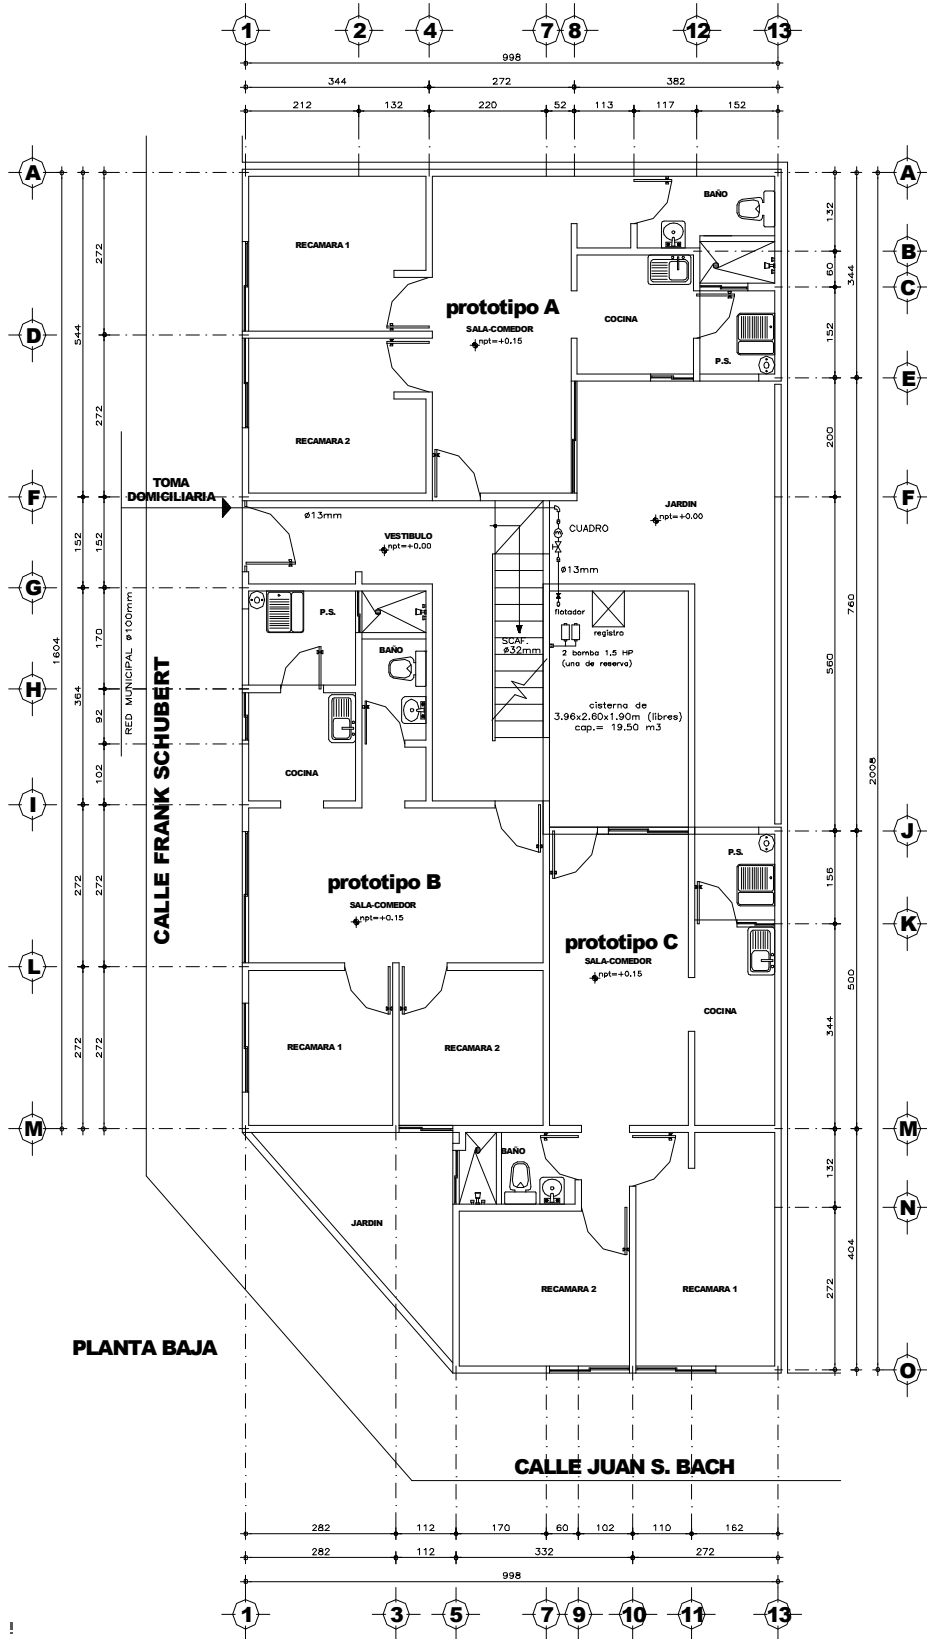 1 2 4 7 8 12 13
998
344 272 382
212 132 220 52 113 117 152
A A
272 132
B
BAÑO
RECAMARA 1
60
C
344
prototipo A
SALA-COMEDOR
npt=+0.15
COCINA
152
D
544
P.S.
E
272
RECAMARA 2
200
TOMA
DOMICILIARIA
F F
ø13mm
JARDIN
npt=+0.00
CUADRO
VESTIBULO
npt=+0.00
152 152
ø13mm
G
P.S.
flotador
registro
760
RED MUNICIPAL ø100mm
170
1604
SCAF.
ø32mm
BAÑO
2 bomba 1.5 HP
(una de reserva)
560
H
364
92
cisterna de
3.96x2.60x1.90m (libres)
cap.= 19.50 m3
CALLE FRANK SCHUBERT
102
COCINA
2008
I
J
P.S.
156
272 272
prototipo B
SALA-COMEDOR
npt=+0.15
K
prototipo C
SALA-COMEDOR
npt=+0.15
L
500
COCINA
344
272 272
RECAMARA 1
RECAMARA 2
M M
BAÑO
132
N
JARDIN
404
RECAMARA 2
RECAMARA 1
272
PLANTA BAJA
O
CALLE JUAN S. BACH
282 112 170 60 102 110 162
282 112 332 272
998
1 3 5 7 9 10 11 13